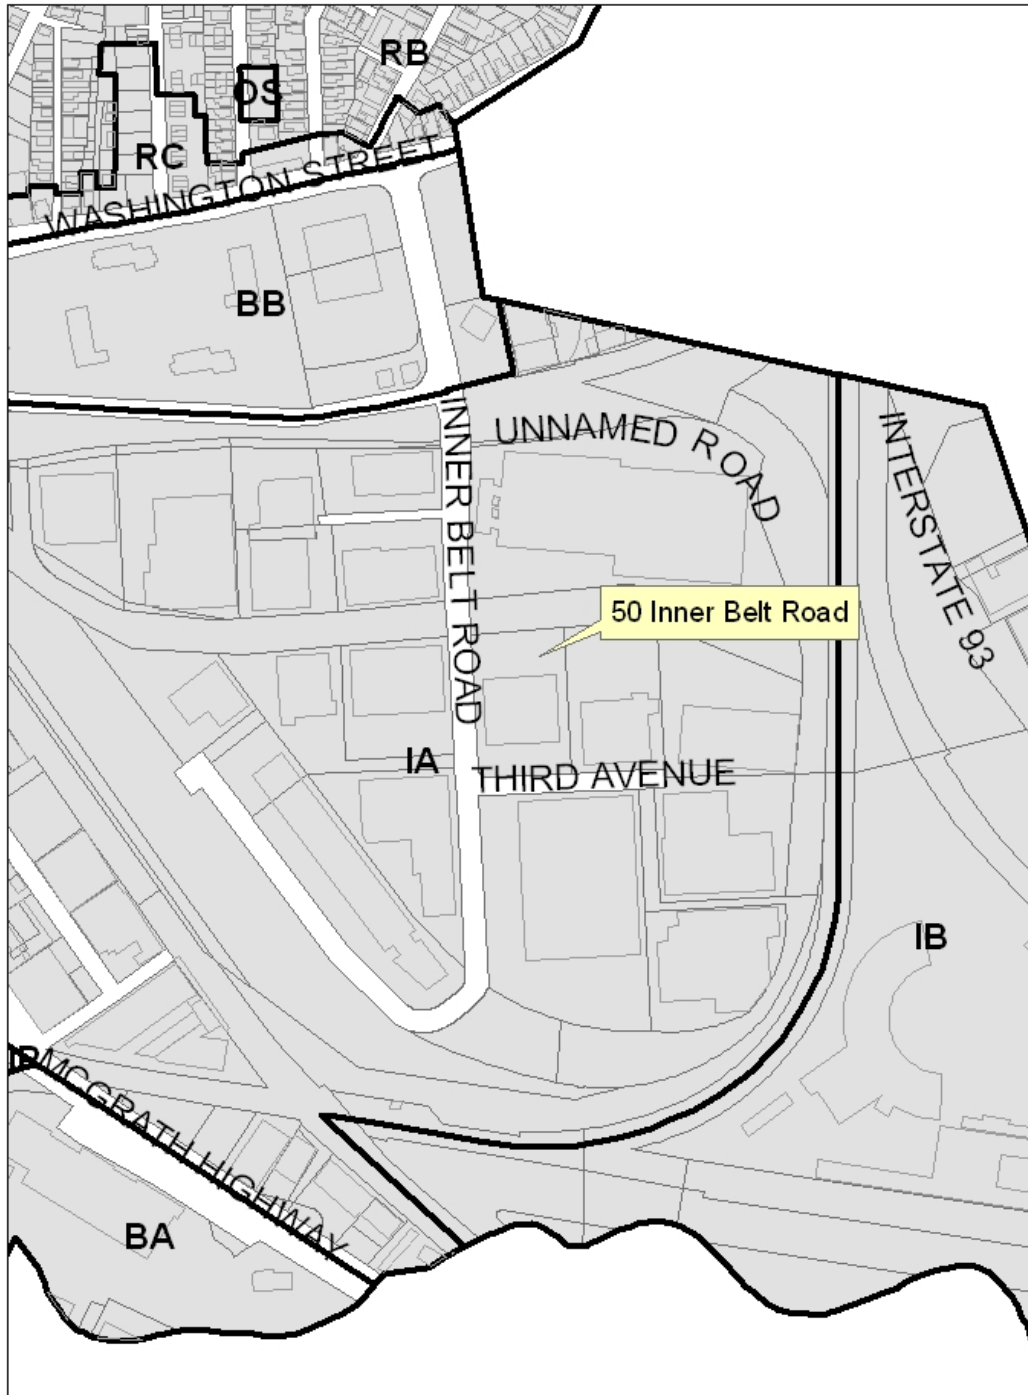 RB
OS
RC
WASHINGTON STREET
BB
UNNAMED ROAD
INNER BELT ROAD
INTERSTATE 93
50 Inner Belt Road
IA
THIRD AVENUE
IB
MCGRATH HIGHWAY
BA